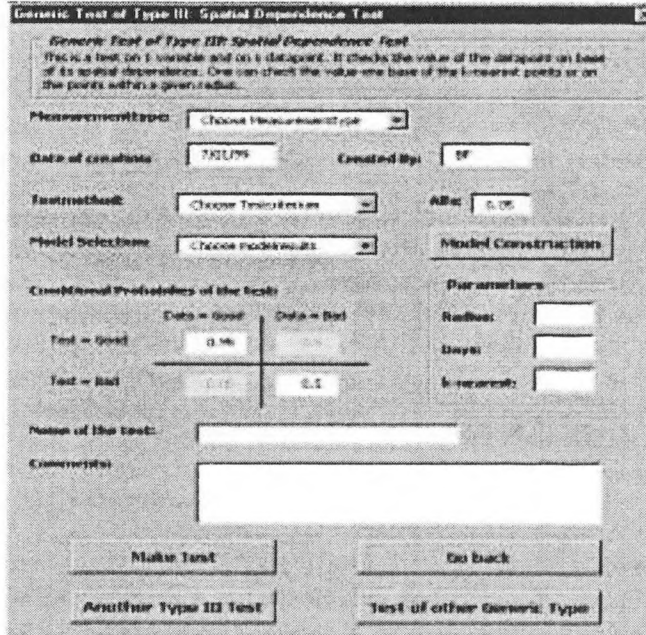 Generic Test of Type III: Spatial Dependence Test
Generic Test of Type III: Spatial Dependence Test
This is a test on 1 variable and on 1 datapoint. It checks the value of the datapoint on base
of its spatial dependence. One can check the value one base of the k-nearest points or on
the points within a given radius.
Measurementtype: Choose Measurementtype
Date of creation: Created By: BF
Testmethod: Alfa: 0.05
Model Selection: Choose modelresults Model Construction
Conditional Probabilities of the test:
Parameters
Data = Good Data = Bad
Radius:
Test = Good
Days:
Test = Bad
k-nearest:
Name of the test:
Comments:
Make Test Go back
Another Type III Test Test of other Generic Type